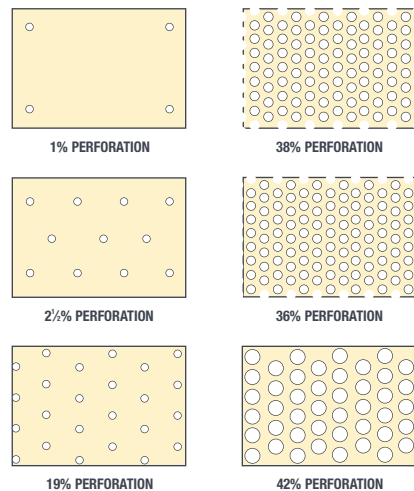 1% PERFORATION
38% PERFORATION
2½% PERFORATION
36% PERFORATION
19% PERFORATION
42% PERFORATION